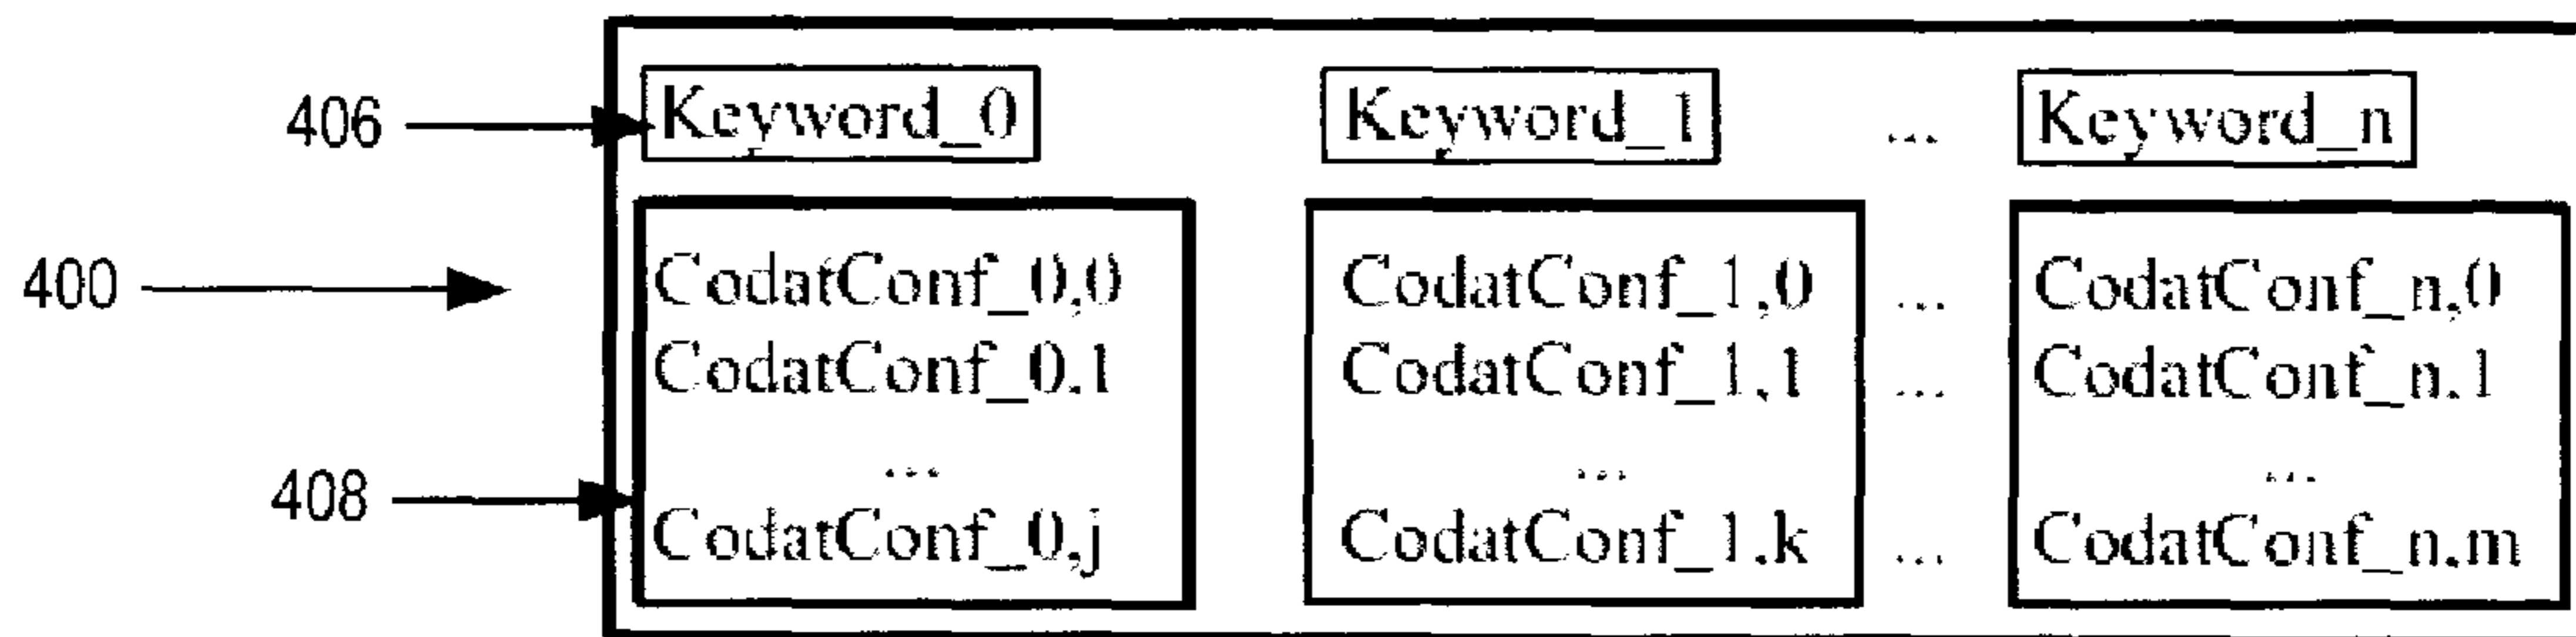 406 Keyword_0 Keyword_1 ... Keyword_n
400 CodatConf_0,0 CodatConf_1,0 ... CodatConf_n,0
CodatConf_0,1 CodatConf_1,1 ... CodatConf_n,1
... ... ...
408 CodatConf_0,j CodatConf_1,k ... CodatConf_n,m